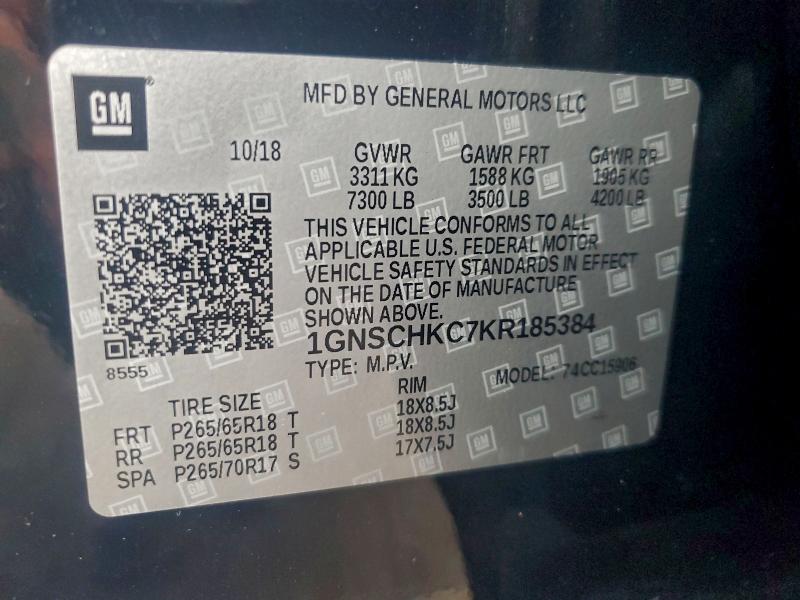 GM
MFD BY GENERAL MOTORS LLC
10/18 GVWR GAWR FRT GAWR RR
3311 KG 1588 KG 1905 KG
7300 LB 3500 LB 4200 LB
THIS VEHICLE CONFORMS TO ALL
APPLICABLE U.S. FEDERAL MOTOR
VEHICLE SAFETY STANDARDS IN EFFECT
ON THE DATE OF MANUFACTURE
SHOWN ABOVE.
1GNSCHKC7KR185384
8555 TYPE: M.P.V. MODEL: 74CC15906
TIRE SIZE RIM
FRT P265/65R18 T 18X8.5J
RR P265/65R18 T 18X8.5J
SPA P265/70R17 S 17X7.5J